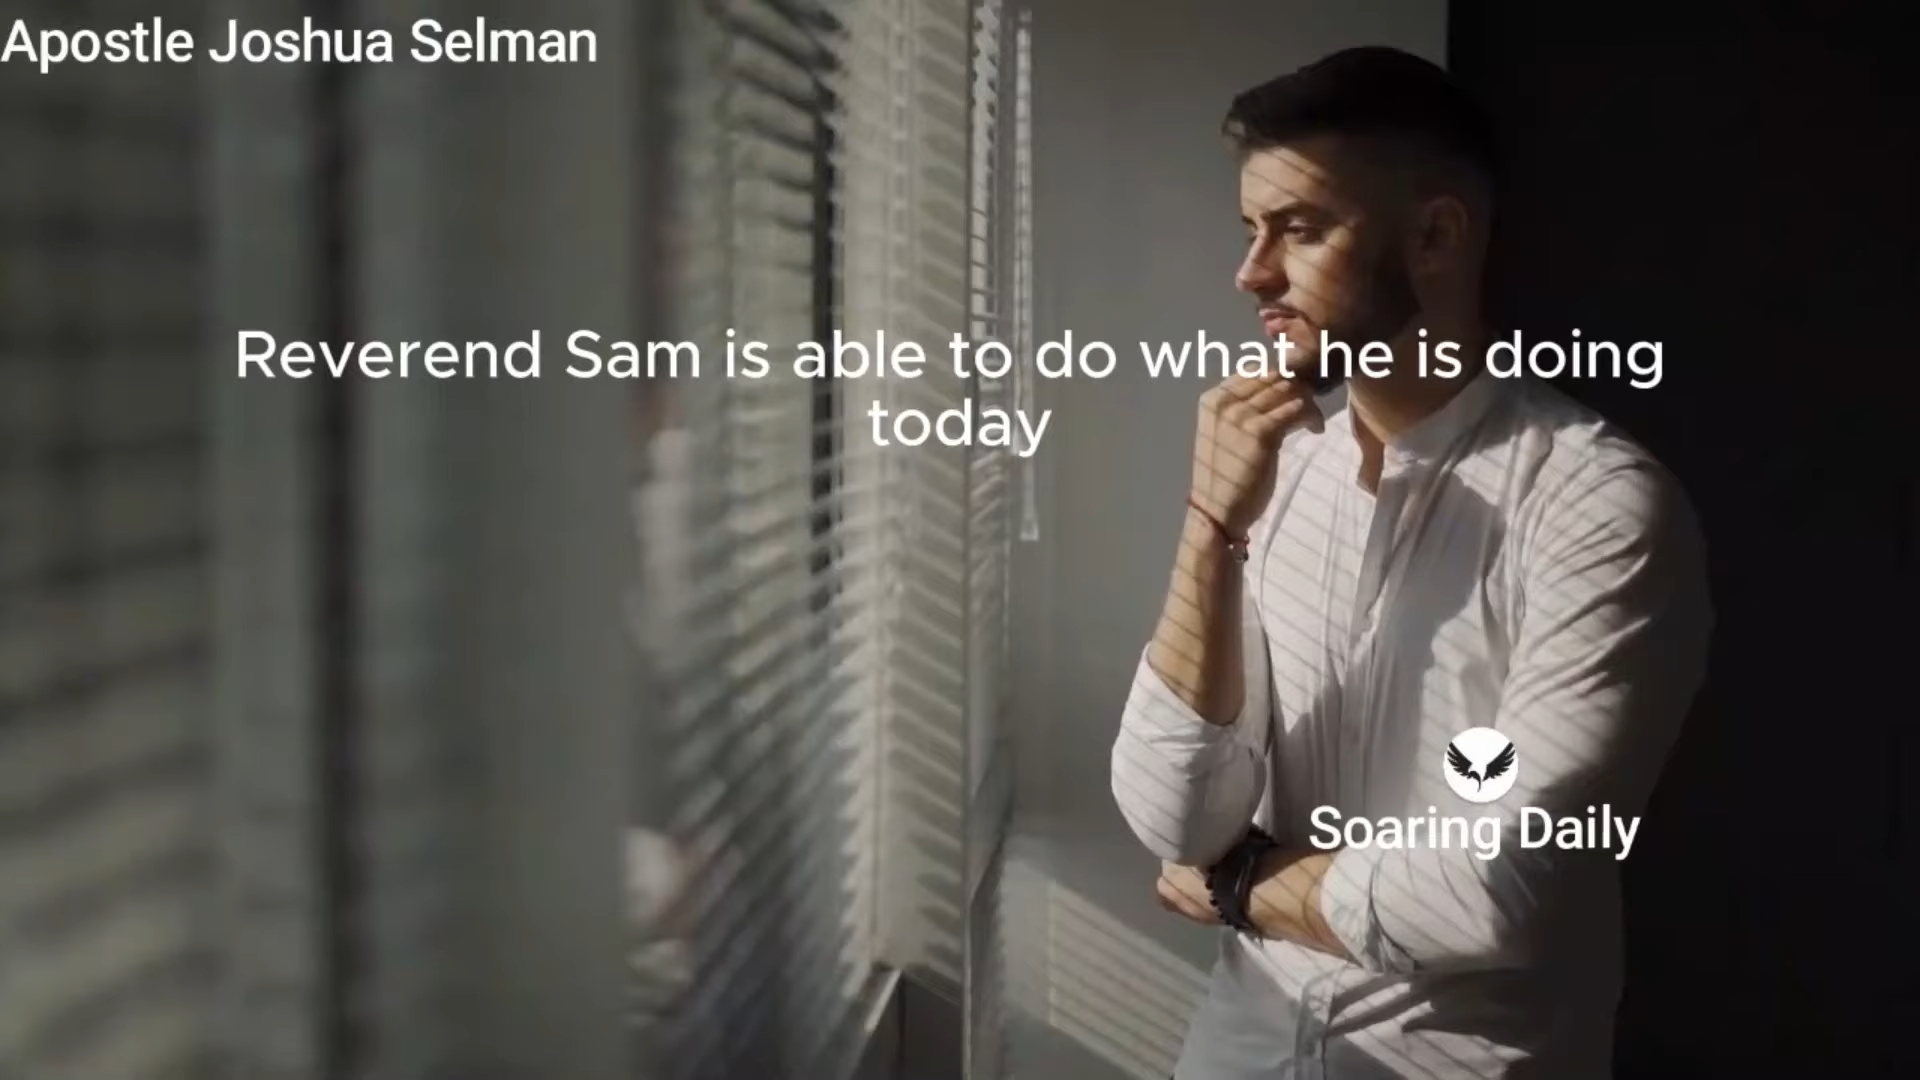 Apostle Joshua Selman
Reverend Sam is able to do what he is doing
today
Soaring Daily